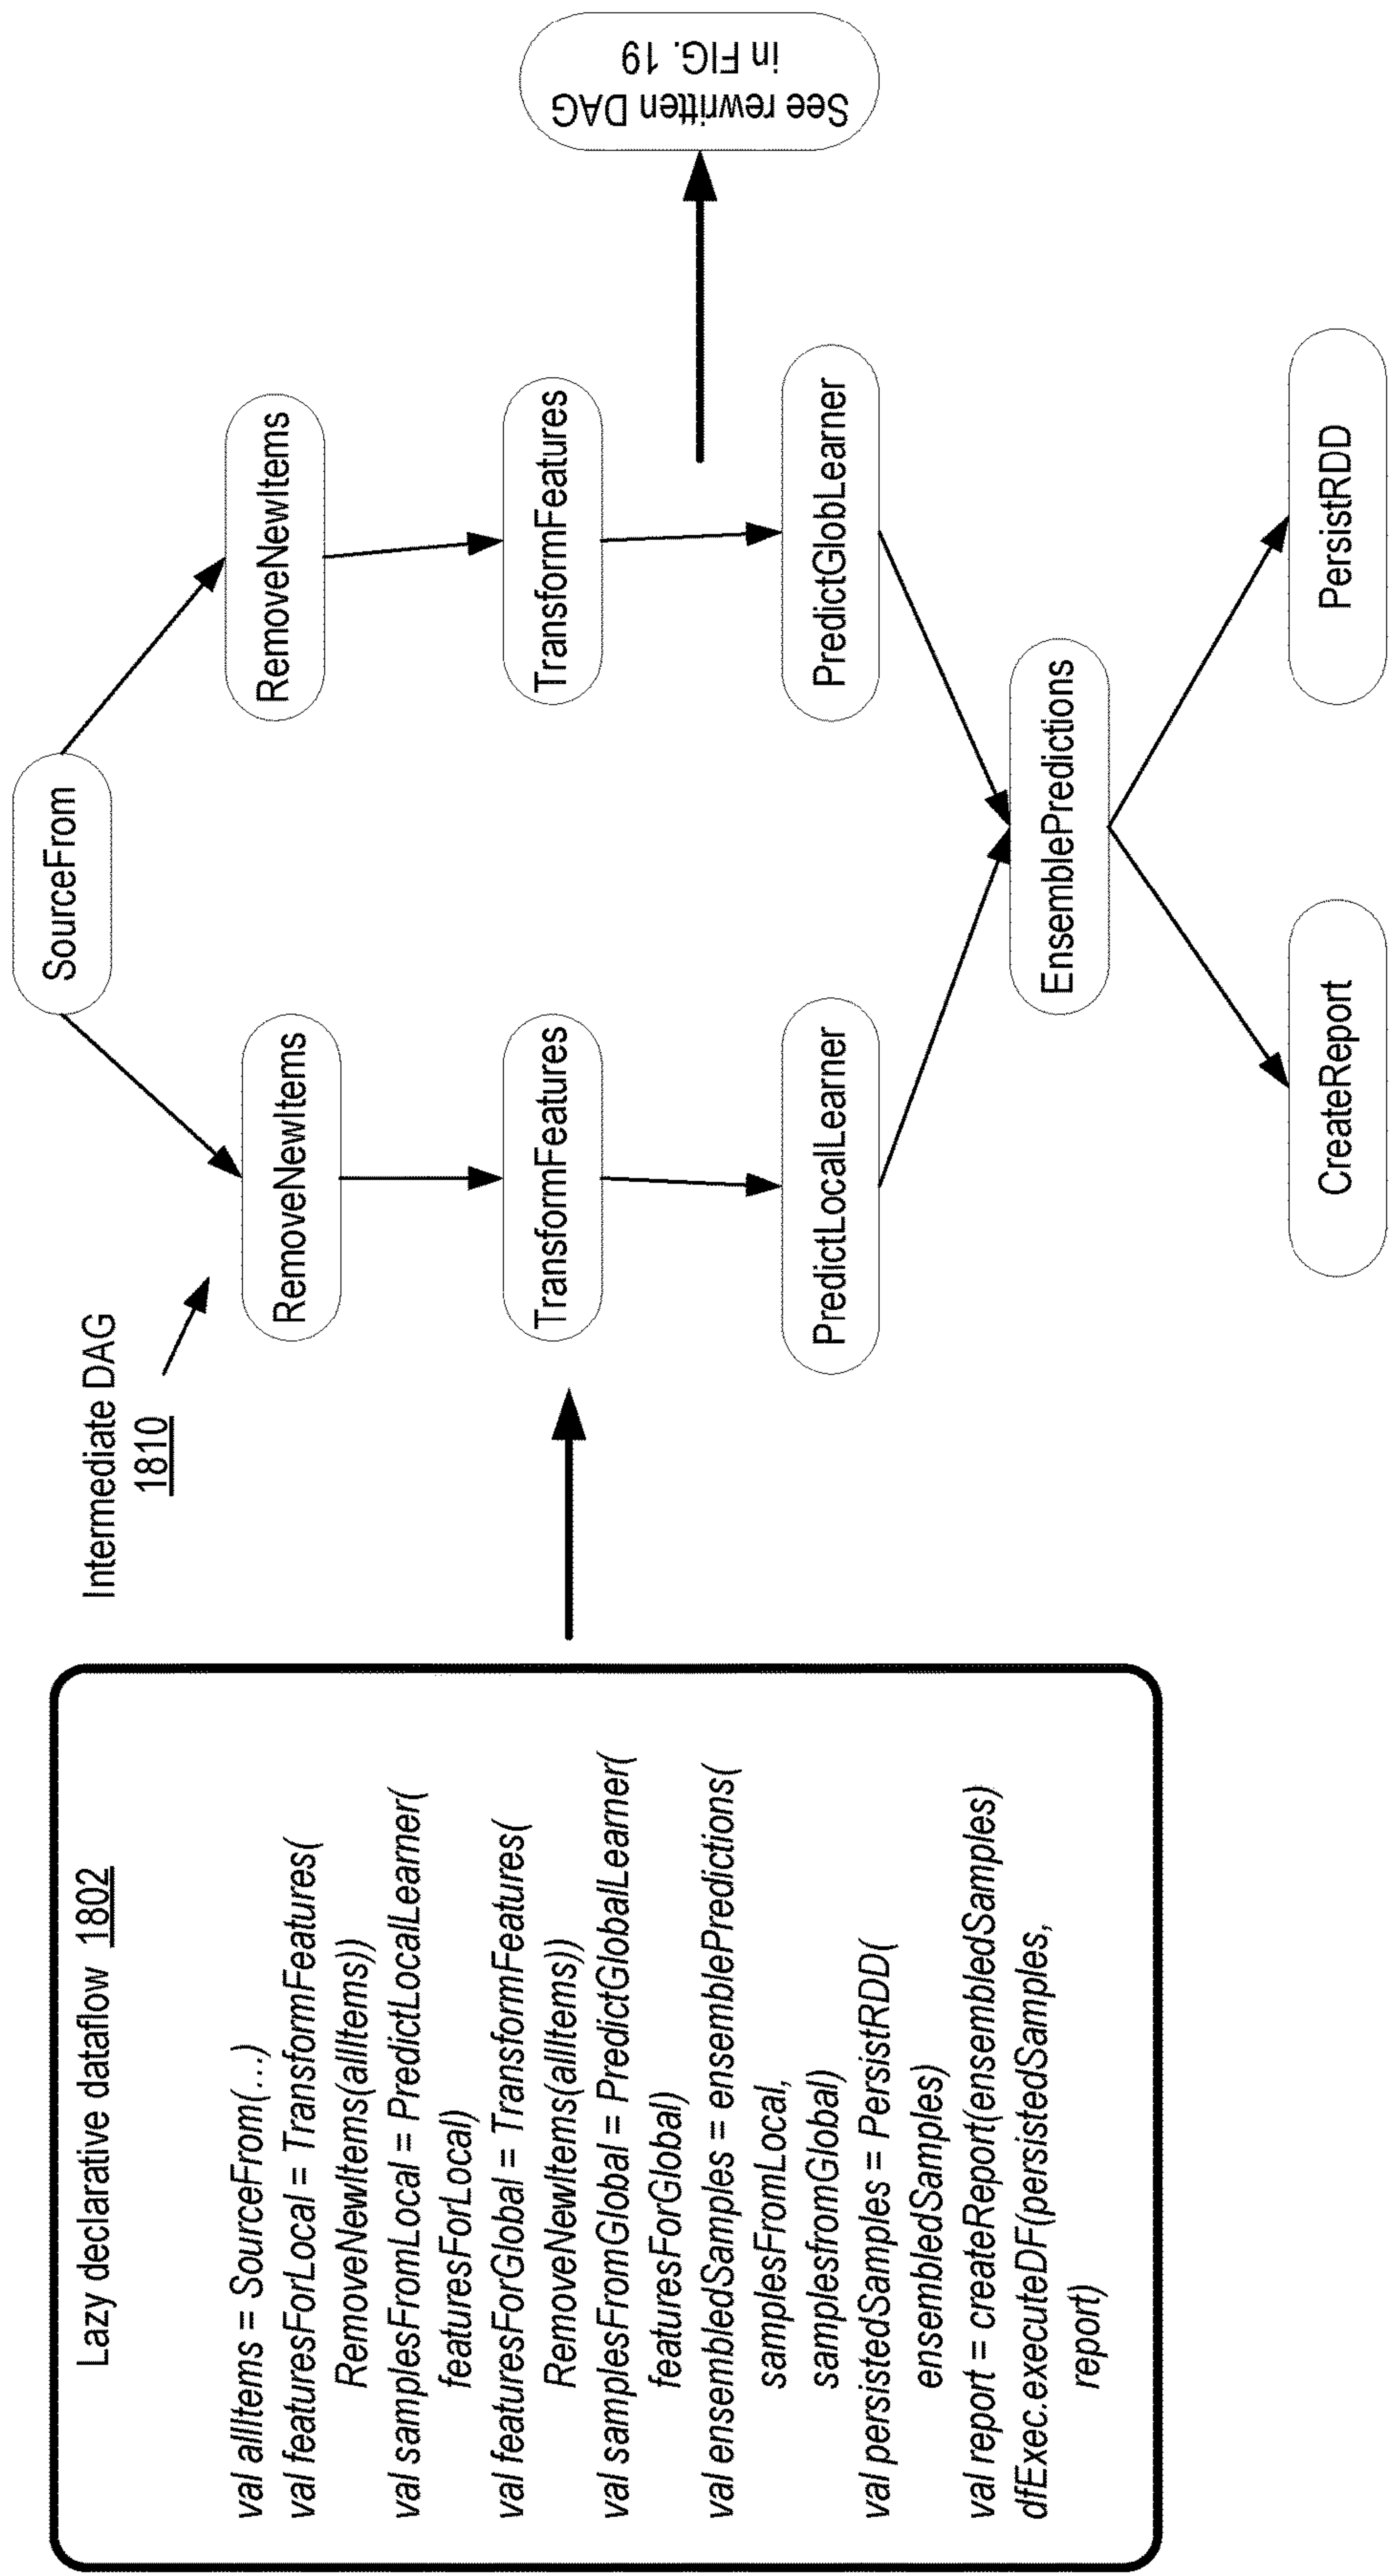 Lazy declarative dataflow 1802
val allItems = SourceFrom(…)
val featuresForLocal = TransformFeatures(
RemoveNewItems(allItems))
val samplesFromLocal = PredictLocalLearner(
featuresForLocal)
val featuresForGlobal = TransformFeatures(
RemoveNewItems(allItems))
val samplesFromGlobal = PredictGlobalLearner(
featuresForGlobal)
val ensembledSamples = ensemblePredictions(
samplesFromLocal,
samplesfromGlobal)
val persistedSamples = PersistRDD(
ensembledSamples)
val report = createReport(ensembledSamples)
dfExec.executeDF(persistedSamples,
report)
Intermediate DAG
1810
SourceFrom
RemoveNewItems
RemoveNewItems
TransformFeatures
TransformFeatures
PredictLocalLearner
PredictGlobLearner
EnsemblePredictions
CreateReport
PersistRDD
See rewritten DAG
in FIG. 19